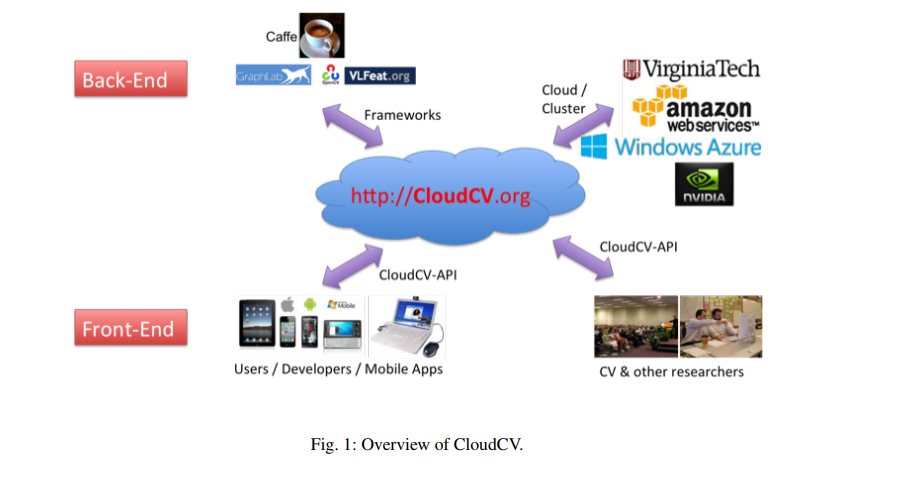 Caffe
Back-End
GraphLab
OpenCV
VLFeat.org
Frameworks
Cloud /
Cluster
VirginiaTech
amazon
webservices™
Windows Azure
NVIDIA
http://CloudCV.org
CloudCV-API
CloudCV-API
Front-End
Mobile
Users / Developers / Mobile Apps
CV & other researchers
Fig. 1: Overview of CloudCV.